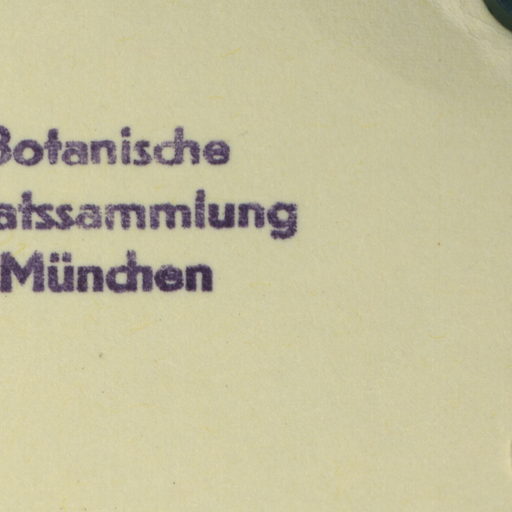 Botanische
atssammlung
München